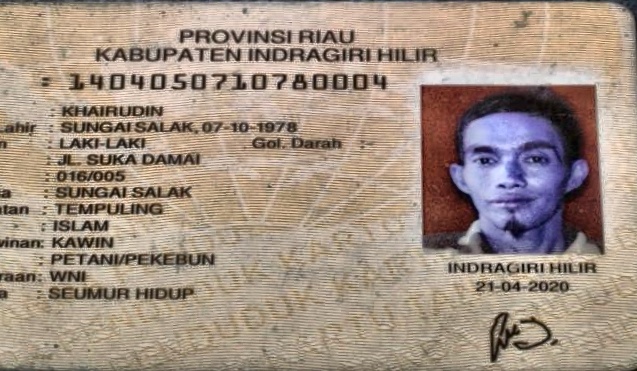 PROVINSI RIAU
KABUPATEN INDRAGIRI HILIR
: 1404050710780004
: KHAIRUDIN
Lahir : SUNGAI SALAK, 07-10-1978
n : LAKI-LAKI Gol. Darah :-
: JL. SUKA DAMAI
: 016/005
a : SUNGAI SALAK
atan : TEMPULING
: ISLAM
winan: KAWIN
: PETANI/PEKEBUN
raan: WNI
a : SEUMUR HIDUP
INDRAGIRI HILIR
21-04-2020